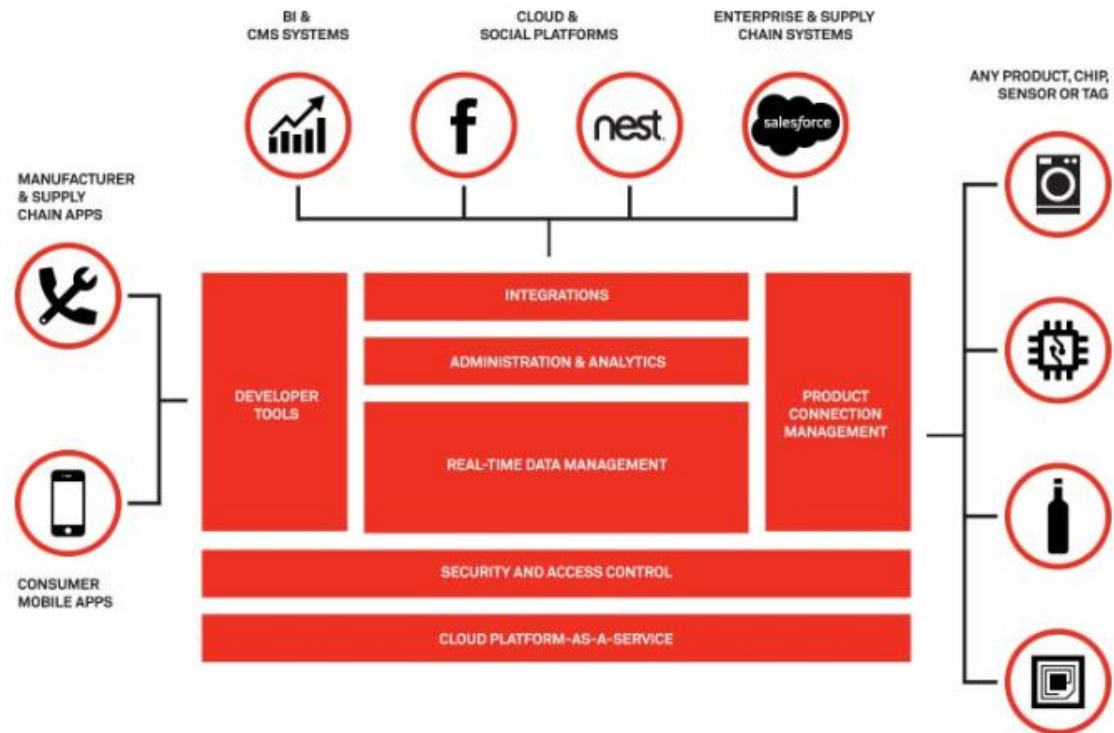 BI &
CMS SYSTEMS
CLOUD &
SOCIAL PLATFORMS
ENTERPRISE & SUPPLY
CHAIN SYSTEMS
ANY PRODUCT, CHIP,
SENSOR OR TAG
f
nest
salesforce
MANUFACTURER
& SUPPLY
CHAIN APPS
INTEGRATIONS
ADMINISTRATION & ANALYTICS
DEVELOPER
TOOLS
PRODUCT
CONNECTION
MANAGEMENT
REAL-TIME DATA MANAGEMENT
SECURITY AND ACCESS CONTROL
CONSUMER
MOBILE APPS
CLOUD PLATFORM-AS-A-SERVICE